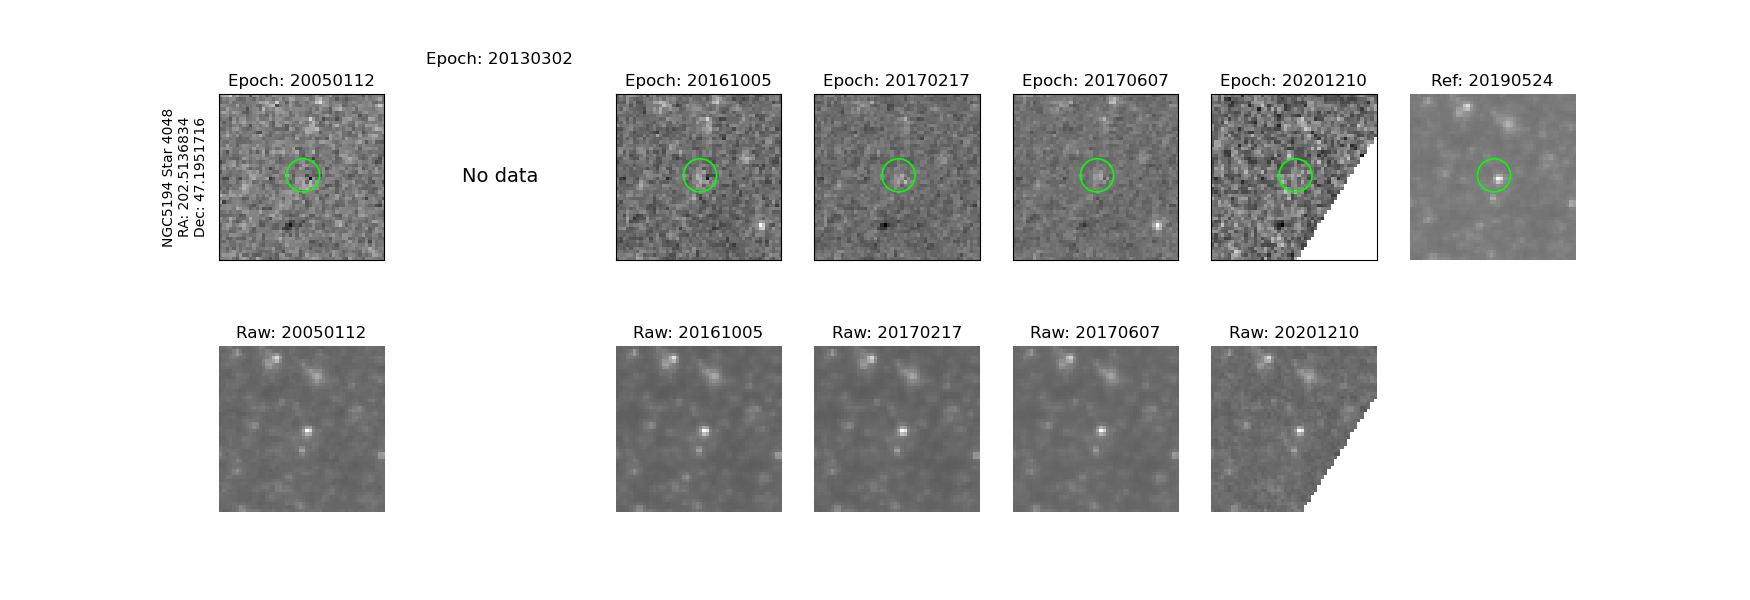 Epoch: 20130302
Epoch: 20050112
Epoch: 20161005
Epoch: 20170217
Epoch: 20170607
Epoch: 20201210
Ref: 20190524
NGC5194 Star 4048
RA: 202.5136834
Dec: 47.1951716
No data
Raw: 20050112
Raw: 20161005
Raw: 20170217
Raw: 20170607
Raw: 20201210